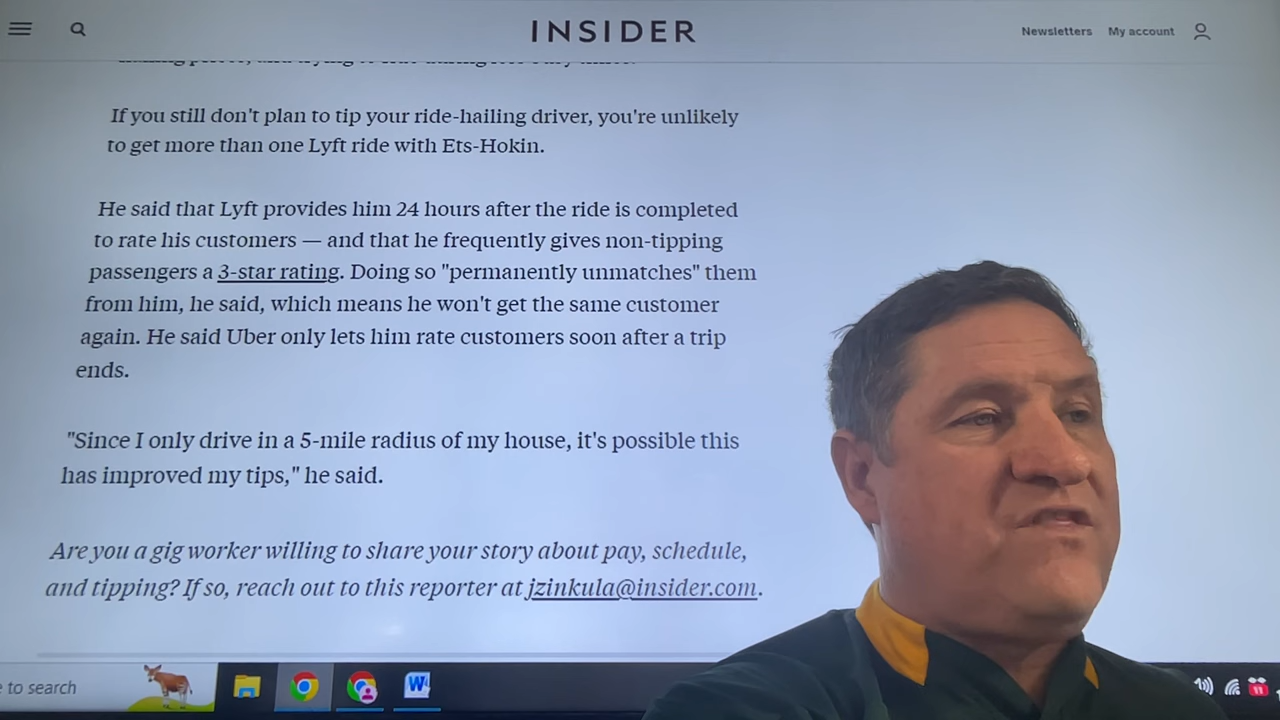 INSIDER
Newsletters My account
If you still don't plan to tip your ride-hailing driver, you're unlikely
to get more than one Lyft ride with Ets-Hokin.
He said that Lyft provides him 24 hours after the ride is completed
to rate his customers — and that he frequently gives non-tipping
passengers a 3-star rating. Doing so "permanently unmatches" them
from him, he said, which means he won't get the same customer
again. He said Uber only lets him rate customers soon after a trip
ends.
"Since I only drive in a 5-mile radius of my house, it's possible this
has improved my tips," he said.
Are you a gig worker willing to share your story about pay, schedule,
and tipping? If so, reach out to this reporter at jzinkula@insider.com.
to search
W